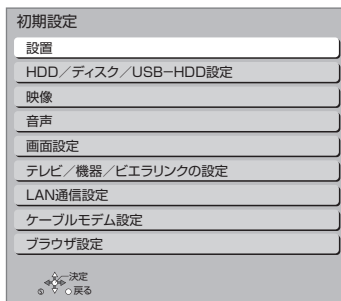 初期設定
設置
HDD／ディスク／USB－HDD設定
映像
音声
画面設定
テレビ／機器／ビエラリンクの設定
LAN通信設定
ケーブルモデム設定
ブラウザ設定
決定
戻る